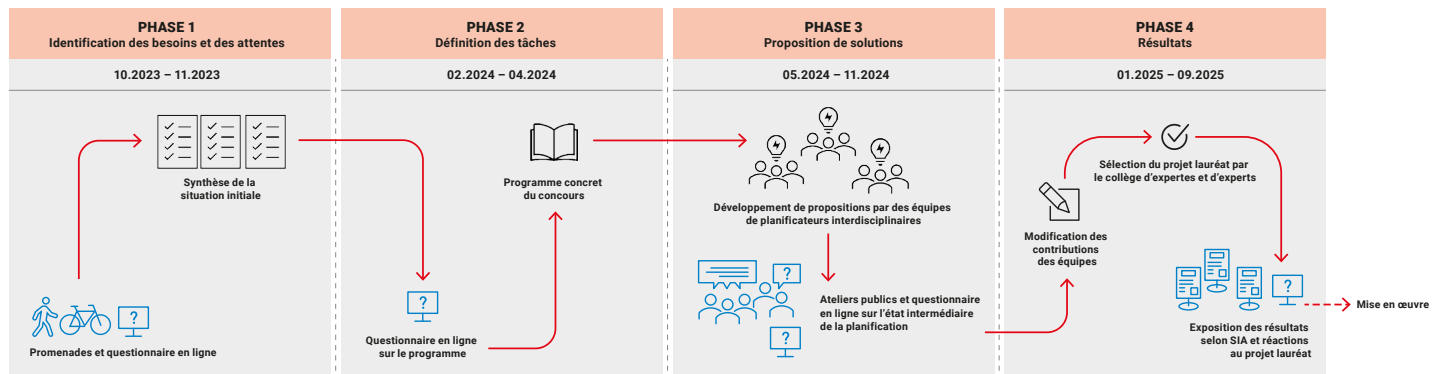 PHASE 1
Identification des besoins et des attentes
10.2023 – 11.2023
Synthèse de la
situation initiale
?
Promenades et questionnaire en ligne
PHASE 2
Définition des tâches
02.2024 – 04.2024
Programme concret
du concours
?
Questionnaire en ligne
sur le programme
PHASE 3
Proposition de solutions
05.2024 – 11.2024
Développement de propositions par des équipes
de planificateurs interdisciplinaires
?
?
Ateliers publics et questionnaire
en ligne sur l’état intermédiaire
de la planification
PHASE 4
Résultats
01.2025 – 09.2025
Sélection du projet lauréat par
le collège d’expertes et d’experts
Modification des
contributions
des équipes
?
Exposition des résultats
selon SIA et réactions
au projet lauréat
Mise en œuvre